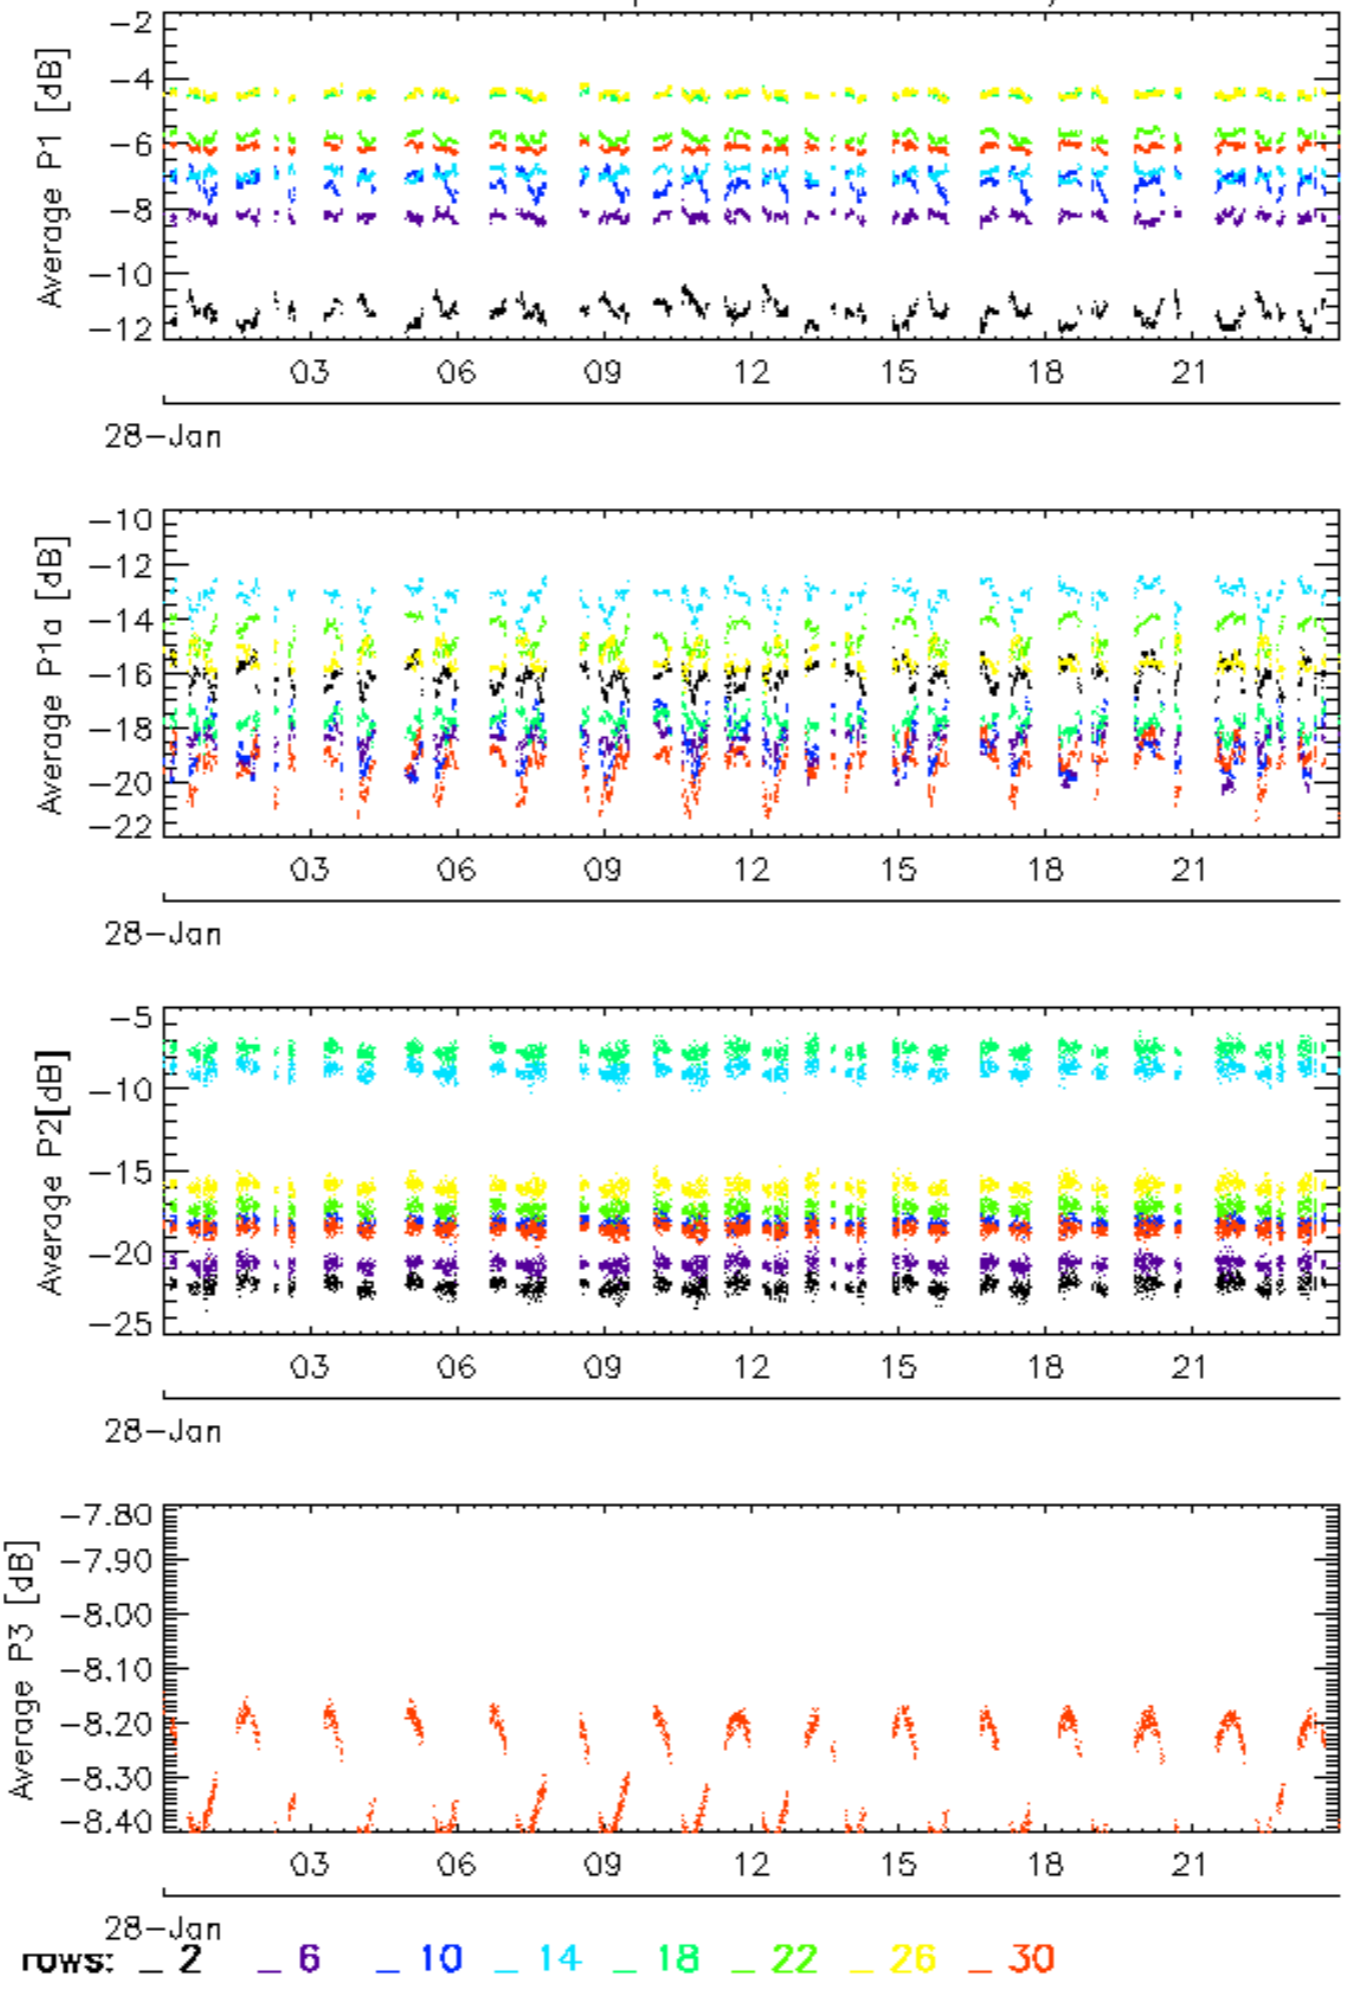 -2
-4
-6
-8
-10
-12
Average P1 [dB]
03 06 09 12 15 18 21
28-Jan
-10
-12
-14
-16
-18
-20
-22
Average P1a [dB]
03 06 09 12 15 18 21
28-Jan
-5
-10
-15
-20
-25
Average P2[dB]
03 06 09 12 15 18 21
28-Jan
-7.80
-7.90
-8.00
-8.10
-8.20
-8.30
-8.40
Average P3 [dB]
03 06 09 12 15 18 21
28-Jan
rows: _ 2 _ 6 _ 10 _ 14 _ 18 _ 22 _ 26 _ 30